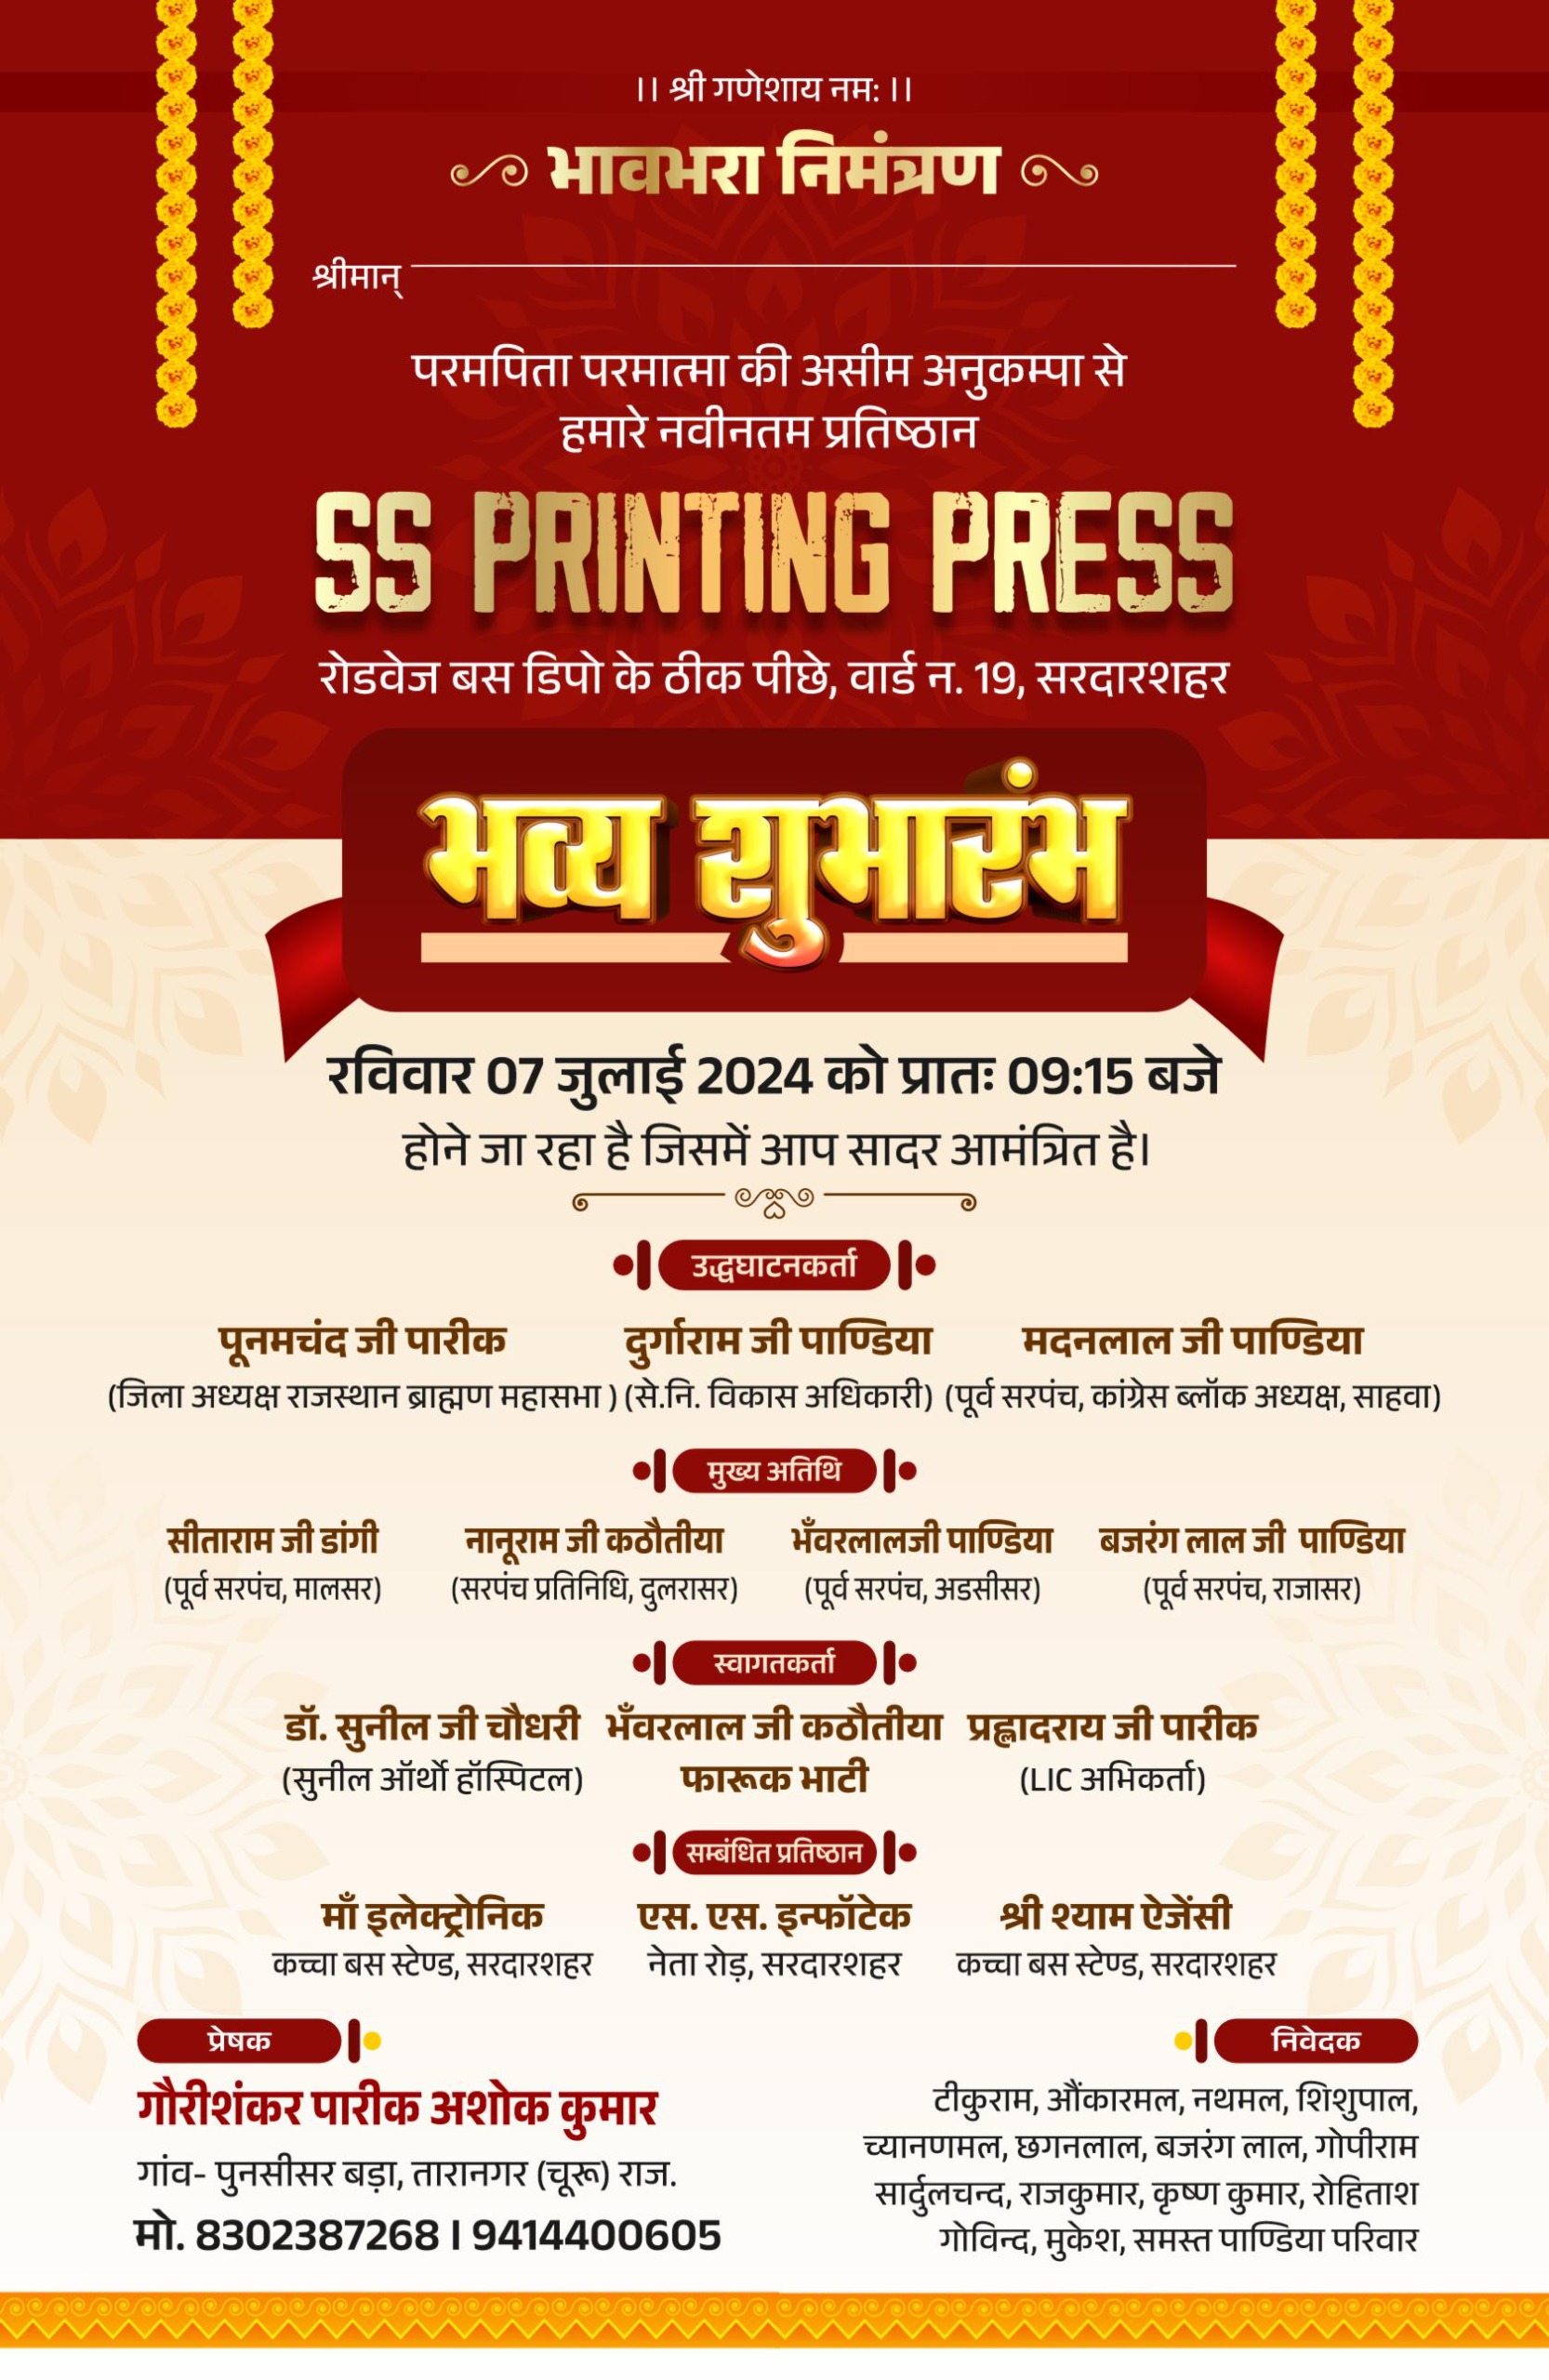 ।। श्री गणेशाय नम: ।।
भावभरा निमंत्रण
श्रीमान्
परमपिता परमात्मा की असीम अनुकम्पा से
हमारे नवीनतम प्रतिष्ठान
SS PRINTING PRESS
रोडवेज बस डिपो के ठीक पीछे, वार्ड न. 19, सरदारशहर
भव्य शुभारंभ
रविवार 07 जुलाई 2024 को प्रातः 09:15 बजे
होने जा रहा है जिसमें आप सादर आमंत्रित है।
उद्धघाटनकर्ता
पूनमचंद जी पारीक दुर्गाराम जी पाण्डिया मदनलाल जी पाण्डिया
(जिला अध्यक्ष राजस्थान ब्राह्मण महासभा ) (से.नि. विकास अधिकारी) (पूर्व सरपंच, कांग्रेस ब्लॉक अध्यक्ष, साहवा)
मुख्य अतिथि
सीताराम जी डांगी नानूराम जी कठौतीया भँवरलालजी पाण्डिया बजरंग लाल जी पाण्डिया
(पूर्व सरपंच, मालसर) (सरपंच प्रतिनिधि, दुलरासर) (पूर्व सरपंच, अडसीसर) (पूर्व सरपंच, राजासर)
स्वागतकर्ता
डॉ. सुनील जी चौधरी भँवरलाल जी कठौतीया प्रह्लादराय जी पारीक
(सुनील ऑर्थो हॉस्पिटल) फारूक भाटी (LIC अभिकर्ता)
सम्बंधित प्रतिष्ठान
माँ इलेक्ट्रोनिक एस. एस. इन्फॉटेक श्री श्याम ऐजेंसी
कच्चा बस स्टेण्ड, सरदारशहर नेता रोड़, सरदारशहर कच्चा बस स्टेण्ड, सरदारशहर
प्रेषक
गौरीशंकर पारीक अशोक कुमार
गांव- पुनसीसर बड़ा, तारानगर (चूरू) राज.
मो. 8302387268 I 9414400605
निवेदक
टीकुराम, औंकारमल, नथमल, शिशुपाल,
च्यानणमल, छगनलाल, बजरंग लाल, गोपीराम
सार्दुलचन्द, राजकुमार, कृष्ण कुमार, रोहिताश
गोविन्द, मुकेश, समस्त पाण्डिया परिवार